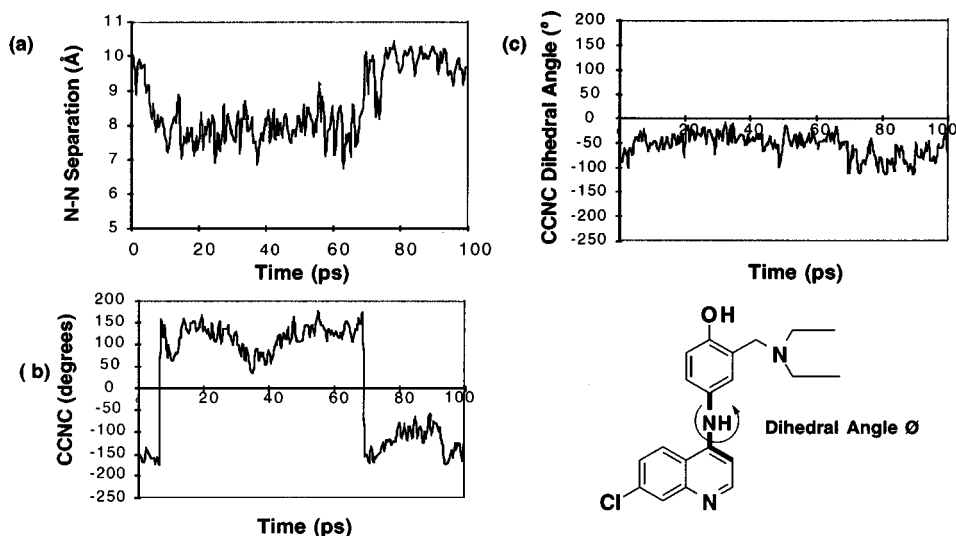 (a)
N-N Separation (Å)
11
10
9
8
7
6
5
0 20 40 60 80 100
Time (ps)
(c)
CCNC Dihedral Angle (°)
200
150
100
50
0
-50
-100
-150
-200
-250
20 40 60 80 100
Time (ps)
(b)
CCNC (degrees)
200
150
100
50
0
-50
-100
-150
-200
-250
20 40 60 80 100
Time (ps)
OH
N
NH
Dihedral Angle Ø
Cl
N